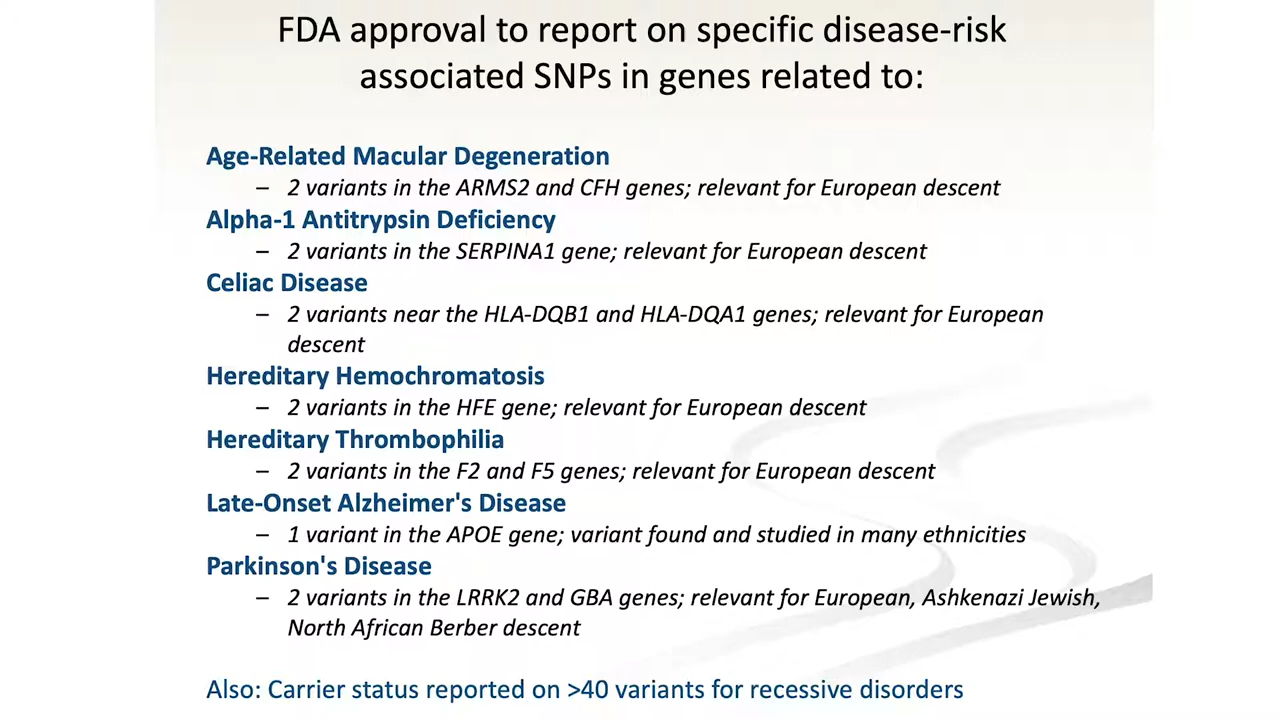 FDA approval to report on specific disease-risk
associated SNPs in genes related to:
Age-Related Macular Degeneration
– 2 variants in the ARMS2 and CFH genes; relevant for European descent
Alpha-1 Antitrypsin Deficiency
– 2 variants in the SERPINA1 gene; relevant for European descent
Celiac Disease
– 2 variants near the HLA-DQB1 and HLA-DQA1 genes; relevant for European
descent
Hereditary Hemochromatosis
– 2 variants in the HFE gene; relevant for European descent
Hereditary Thrombophilia
– 2 variants in the F2 and F5 genes; relevant for European descent
Late-Onset Alzheimer's Disease
– 1 variant in the APOE gene; variant found and studied in many ethnicities
Parkinson's Disease
– 2 variants in the LRRK2 and GBA genes; relevant for European, Ashkenazi Jewish,
North African Berber descent
Also: Carrier status reported on >40 variants for recessive disorders